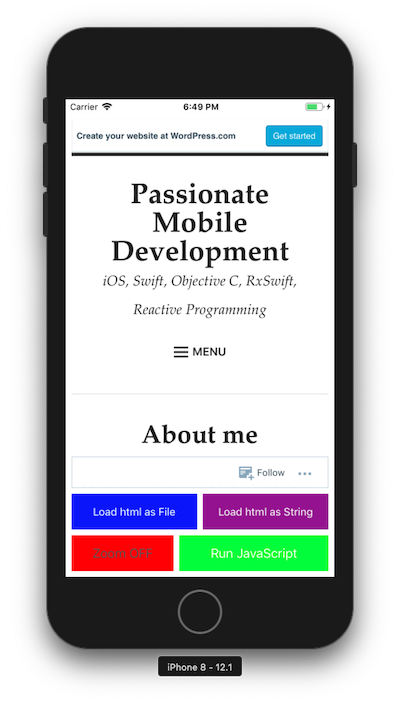 Carrier 6:49 PM
Create your website at WordPress.com Get started
Passionate
Mobile
Development
iOS, Swift, Objective C, RxSwift,
Reactive Programming
MENU
About me
Follow
Load html as File Load html as String
Zoom OFF Run JavaScript
iPhone 8 - 12.1